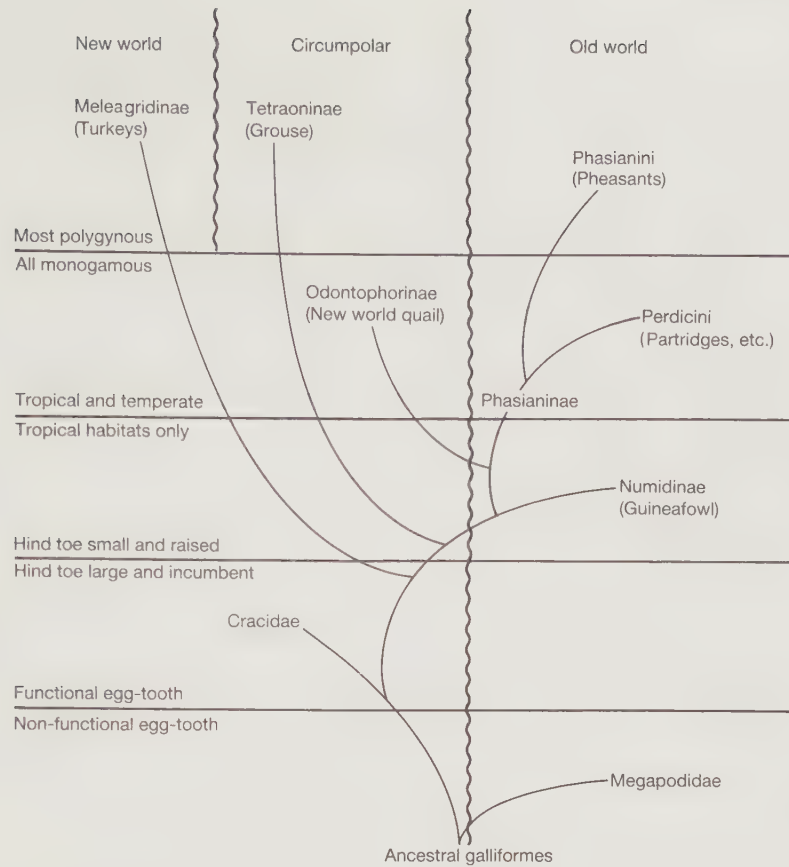 New world
Circumpolar
Old world
Meleagridinae
(Turkeys)
Tetraoninae
(Grouse)
Phasianini
(Pheasants)
Most polygynous
All monogamous
Odontophorinae
(New world quail)
Perdicini
(Partridges, etc.)
Tropical and temperate
Phasianinae
Tropical habitats only
Numidinae
(Guineafowl)
Hind toe small and raised
Hind toe large and incumbent
Cracidae
Functional egg-tooth
Non-functional egg-tooth
Megapodidae
Ancestral galliformes